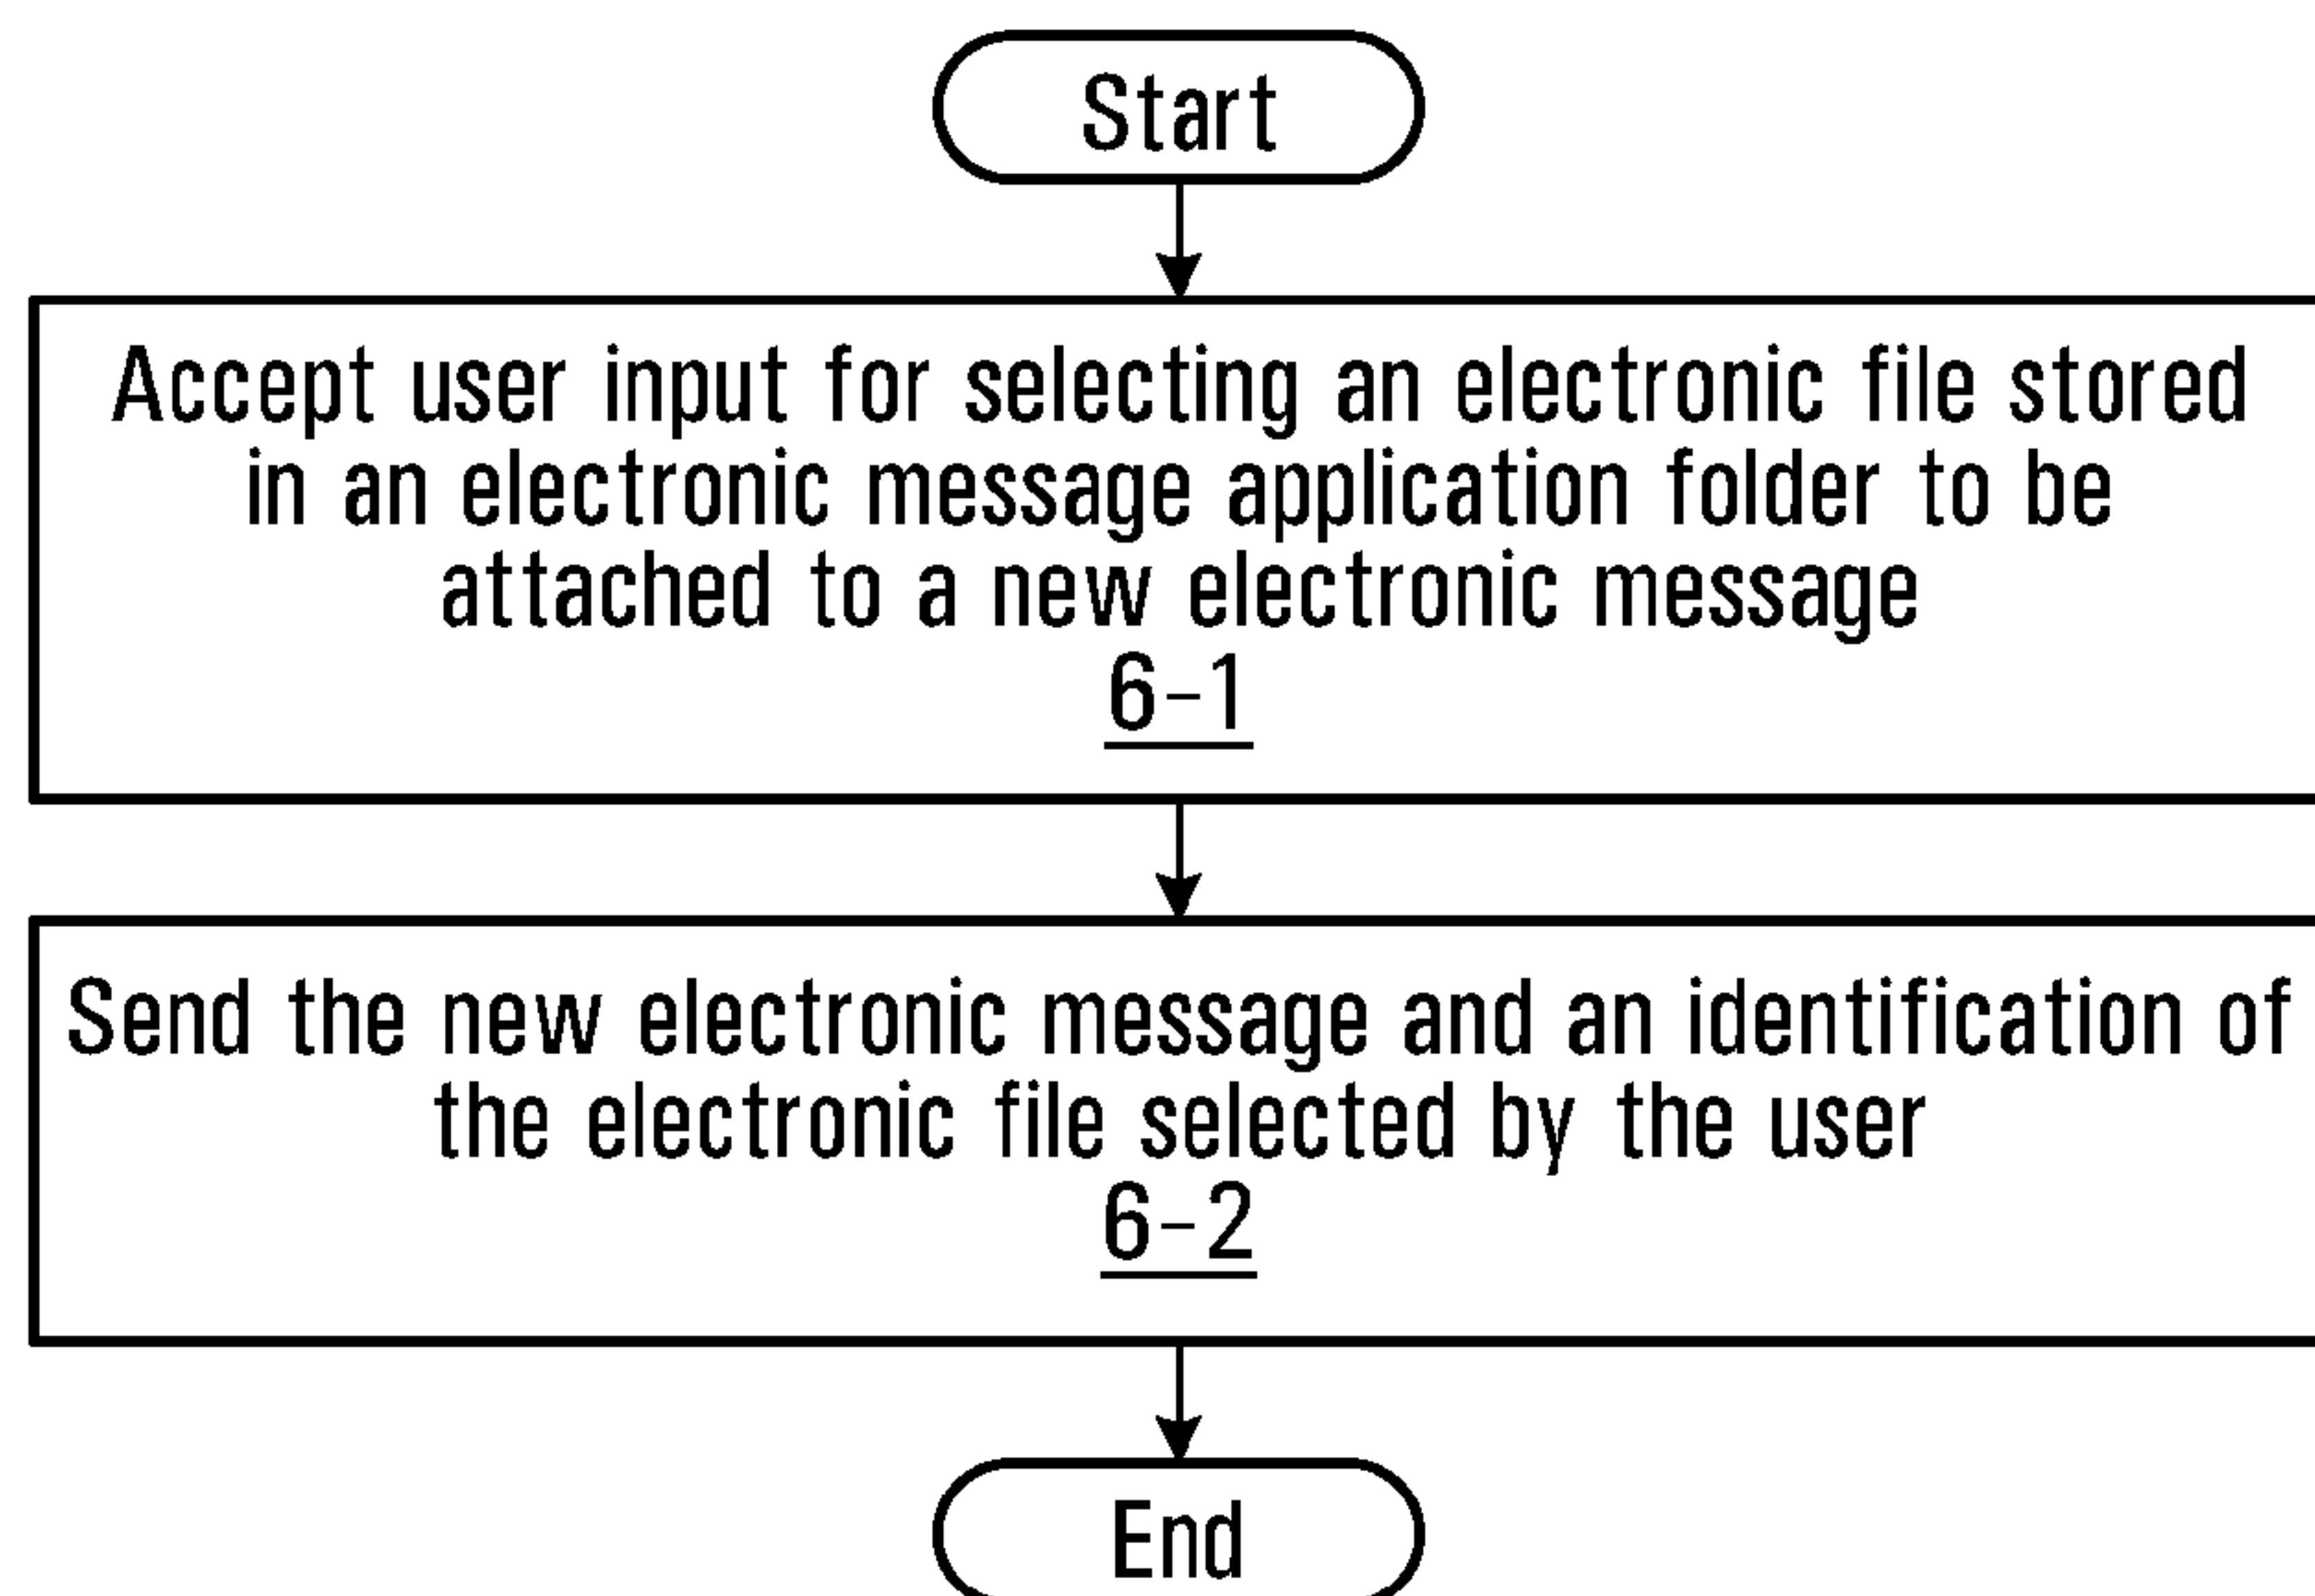 Start
Accept user input for selecting an electronic file stored
in an electronic message application folder to be
attached to a new electronic message
6-1
Send the new electronic message and an identification of
the electronic file selected by the user
6-2
End